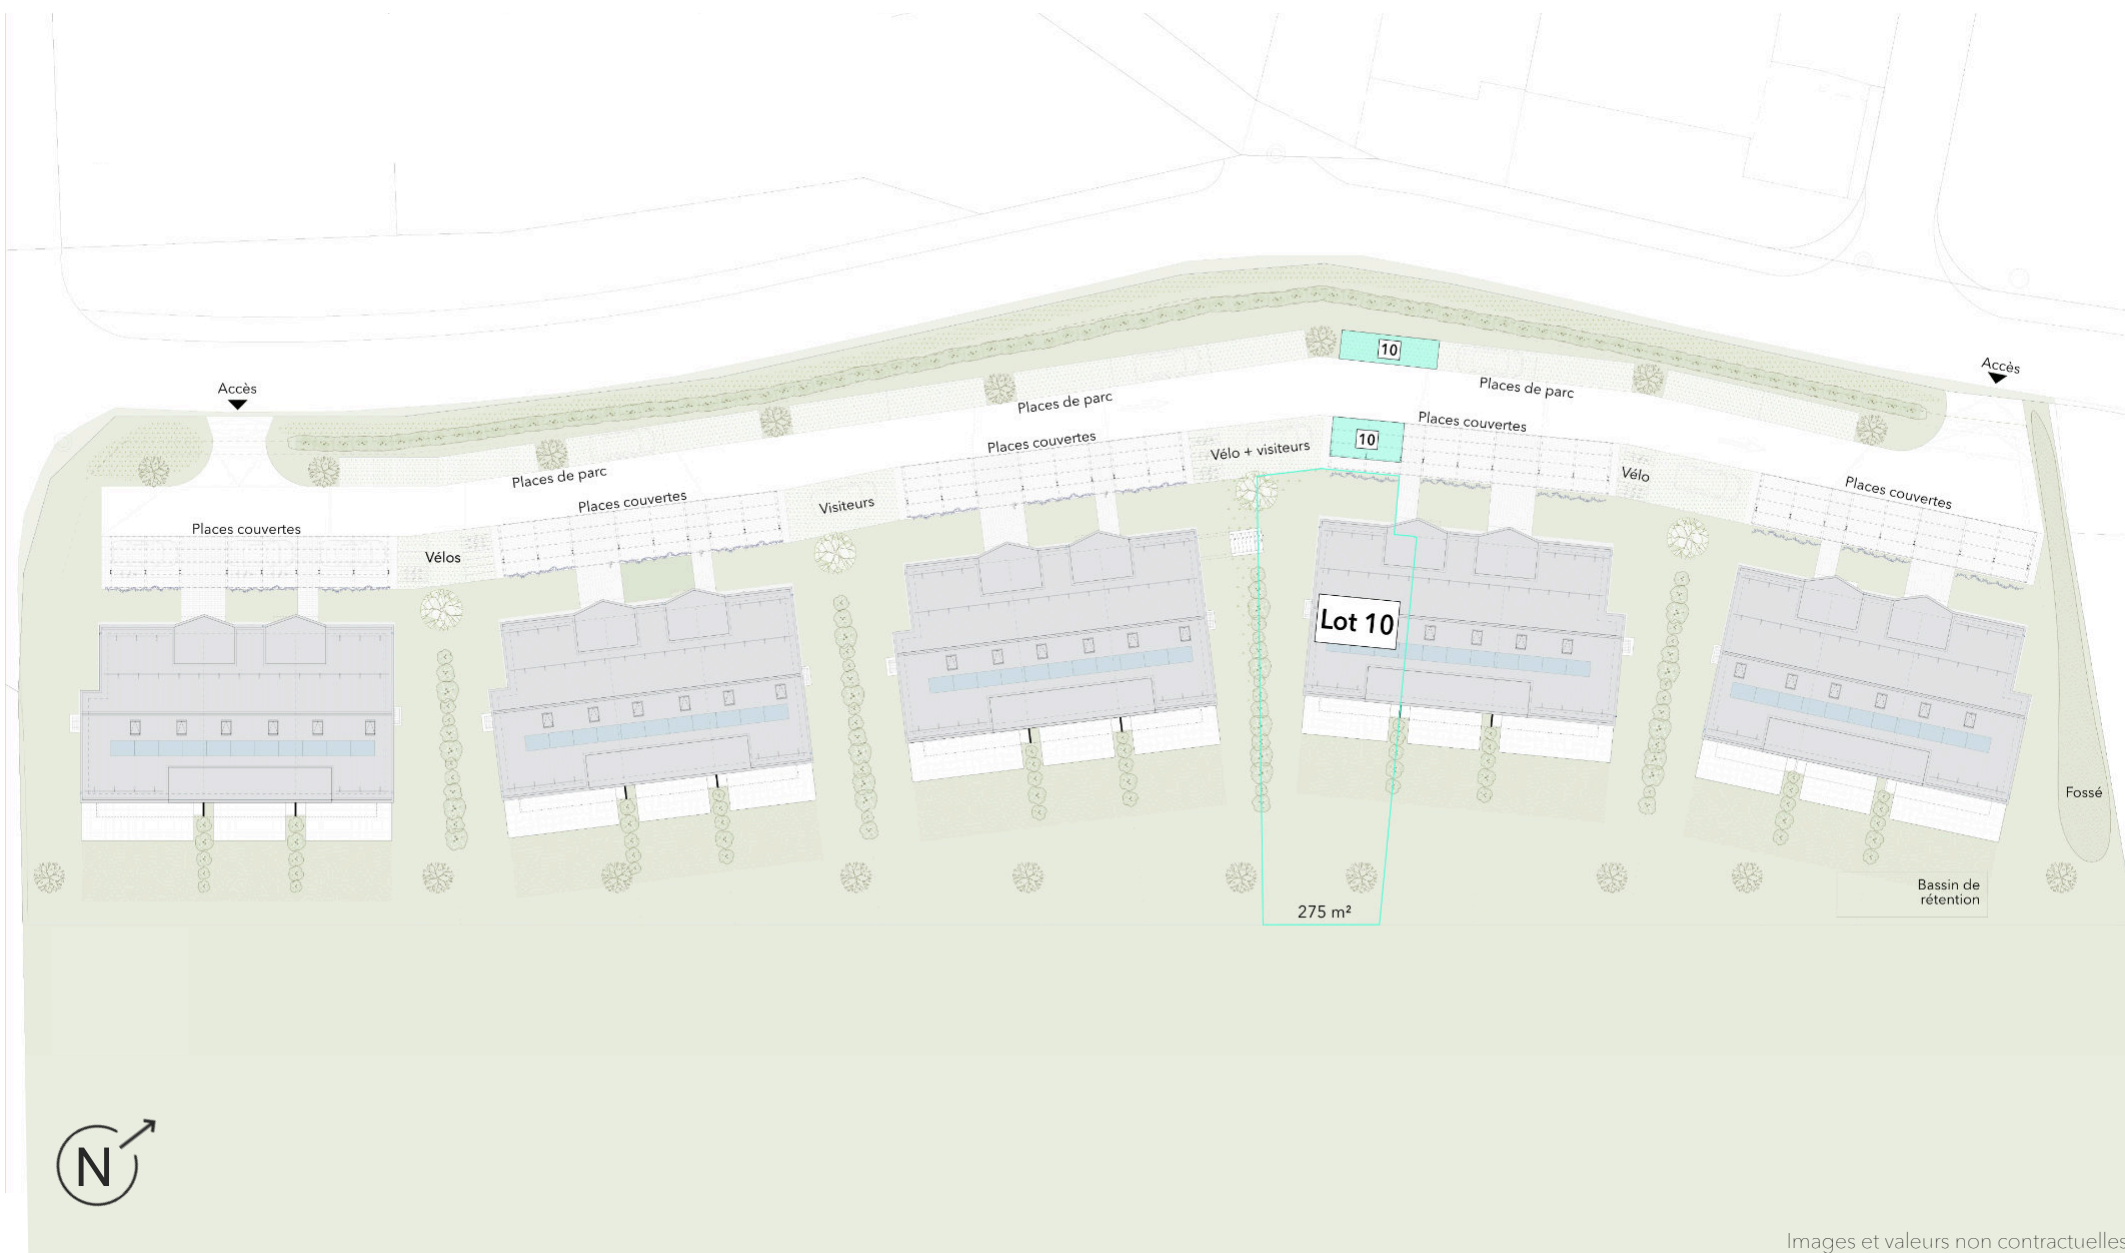 10
Accès
Accès
Places de parc
Places de parc
Places couvertes
10
Places couvertes
Vélo + visiteurs
Vélo
Places de parc
Places couvertes
Places couvertes
Visiteurs
Places couvertes
Vélos
Lot 10
Fossé
Bassin de
rétention
275 m²
N
Images et valeurs non contractuelles